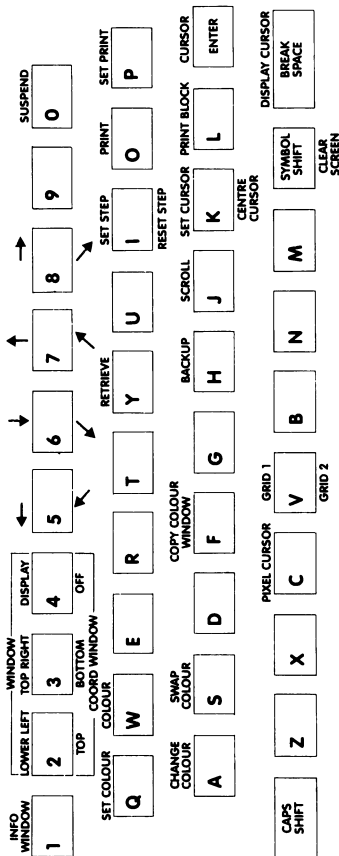 WINDOW
INFO
WINDOW
LOWER LEFT
TOP RIGHT
DISPLAY
← ↓ ↑ →
SUSPEND
1 2 3 4 5 6 7 8 9 0
TOP
BOTTOM
OFF
COORD WINDOW
↙ ↘ ↖ ↗
SET COLOUR
COLOUR
RETRIEVE
SET STEP
PRINT
SET PRINT
Q W E R T Y U I O P
RESET STEP
CHANGE
COLOUR
SWAP
COLOUR
COPY COLOUR
WINDOW
BACKUP
SCROLL
SET CURSOR
PRINT BLOCK
CURSOR
A S D F G H J K L ENTER
CENTRE
CURSOR
PIXEL CURSOR
GRID 1
DISPLAY CURSOR
CAPS
SHIFT
Z X C V B N M
SYMBOL
SHIFT
BREAK
SPACE
GRID 2
CLEAR
SCREEN